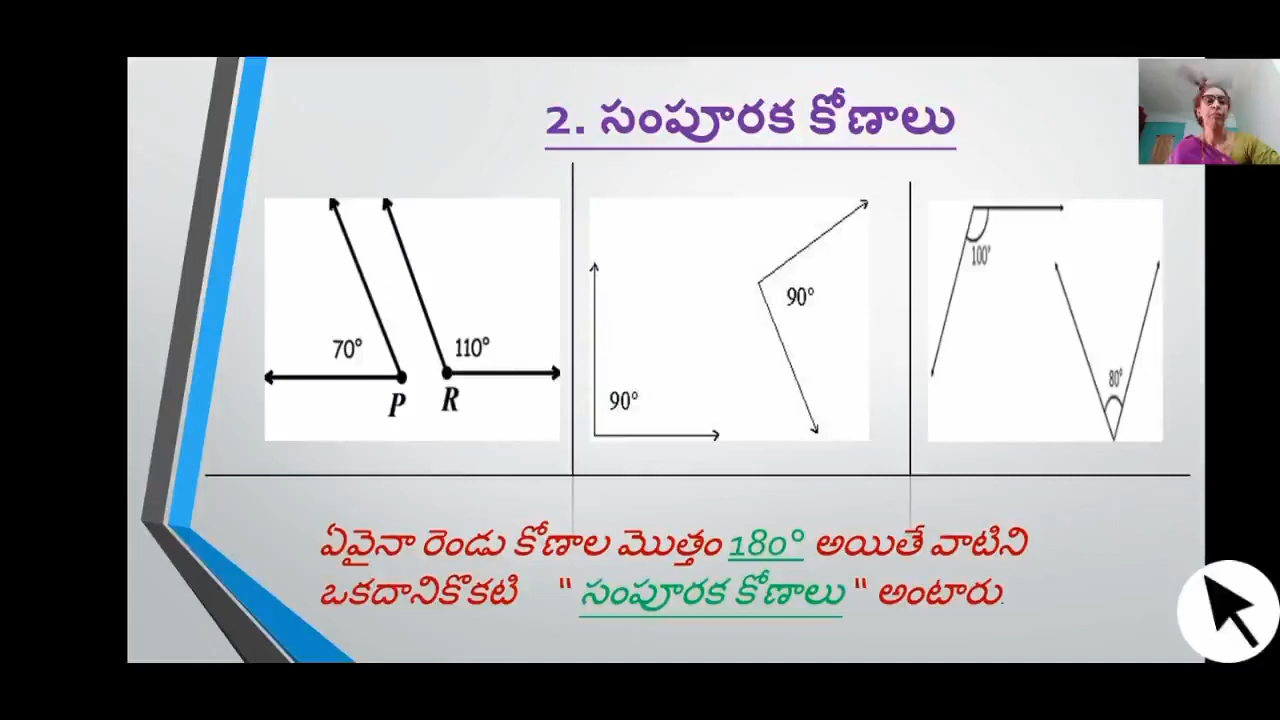 2. సంపూరక కోణాలు
70°
P
110°
R
90°
90°
100°
80°
ఏవైనా రెండు కోణాల మొత్తం 180° అయితే వాటిని
ఒకదానికొకటి " సంపూరక కోణాలు " అంటారు.